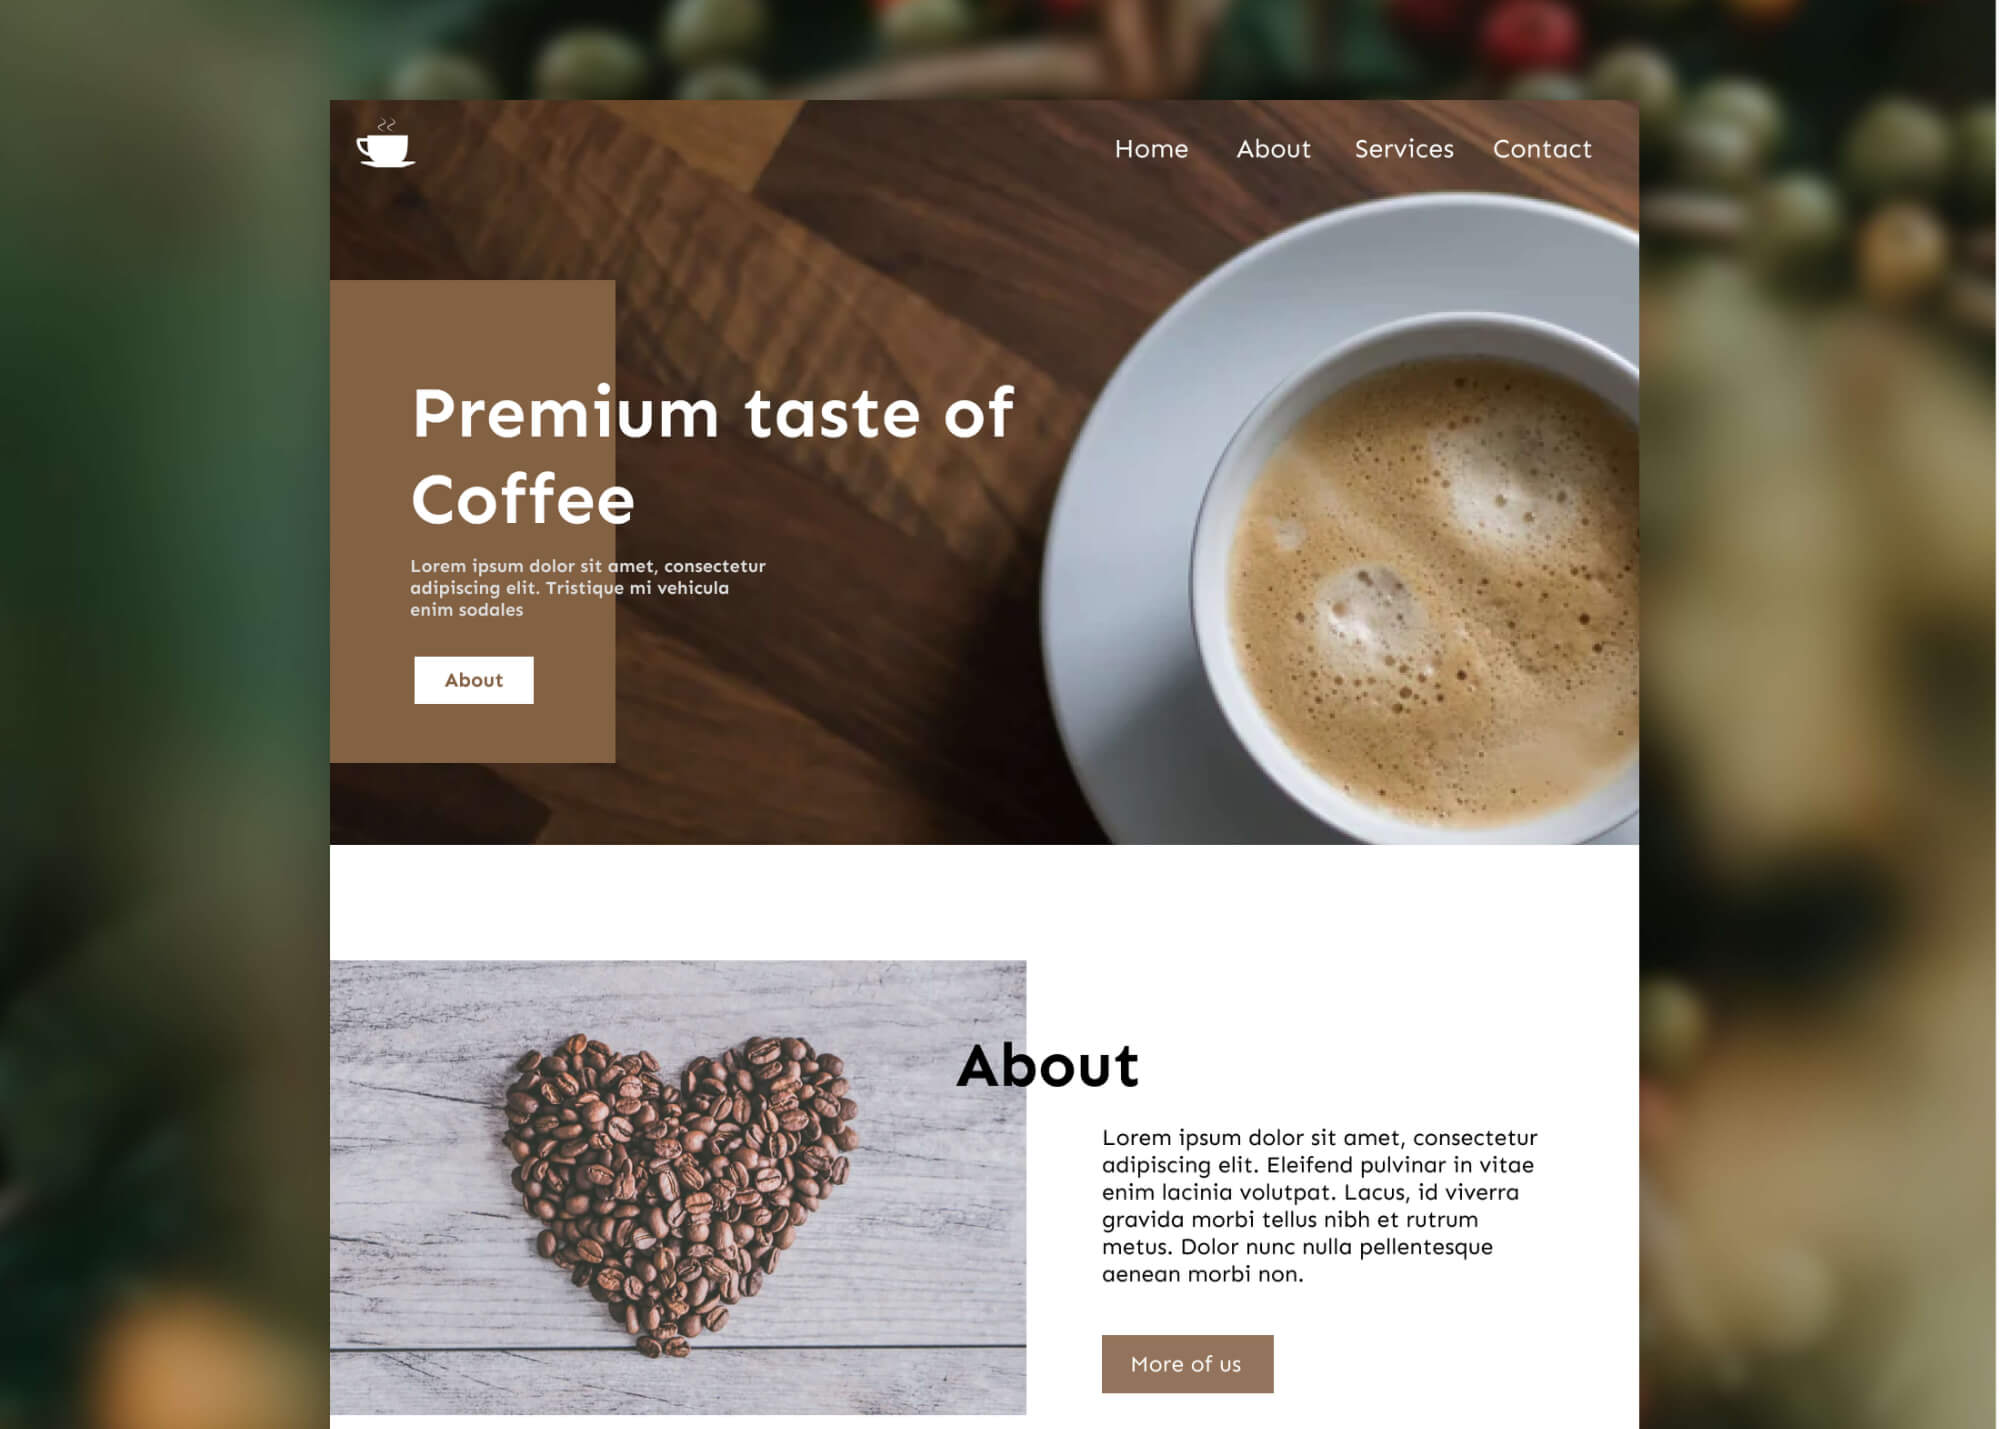 Home About Services Contact
Premium taste of
Coffee
Lorem ipsum dolor sit amet, consectetur
adipiscing elit. Tristique mi vehicula
enim sodales
About
About
Lorem ipsum dolor sit amet, consectetur
adipiscing elit. Eleifend pulvinar in vitae
enim lacinia volutpat. Lacus, id viverra
gravida morbi tellus nibh et rutrum
metus. Dolor nunc nulla pellentesque
aenean morbi non.
More of us